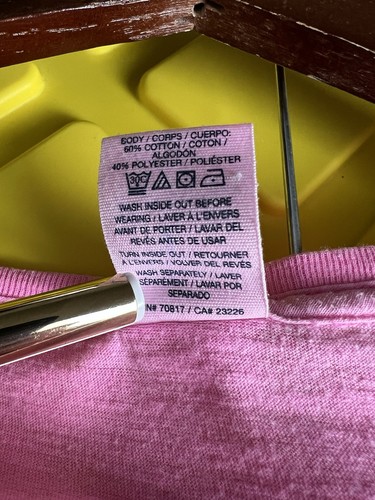 BODY / CORPS / CUERPO:
60% COTTON / COTON /
ALGODÓN
40% POLYESTER / POLIÉSTER
30C
WASH INSIDE OUT BEFORE
WEARING / LAVER À L'ENVERS
AVANT DE PORTER / LAVAR DEL
REVÉS ANTES DE USAR
TURN INSIDE OUT / RETOURNER
À L'ENVERS / VOLVER DEL REVÉS
WASH SEPARATELY / LAVER
SÉPARÉMENT / LAVAR POR
SEPARADO
N# 70817 / CA# 23226